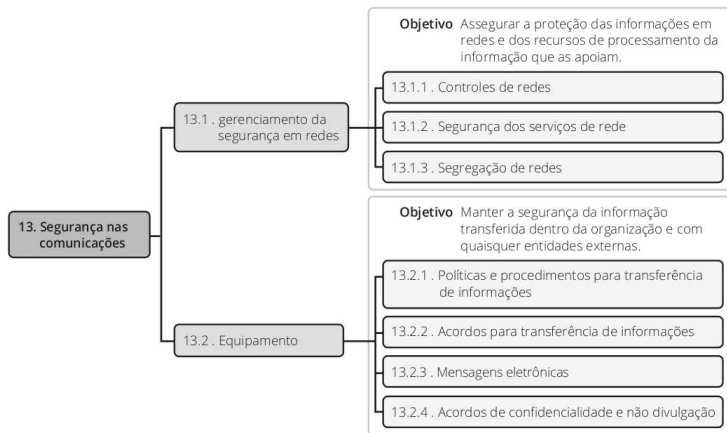 Objetivo Assegurar a proteção das informações em
redes e dos recursos de processamento da
informação que as apoiam.
13.1 . gerenciamento da
segurança em redes
13.1.1 . Controles de redes
13.1.2 . Segurança dos serviços de rede
13.1.3 . Segregação de redes
13. Segurança nas
comunicações
Objetivo Manter a segurança da informação
transferida dentro da organização e com
quaisquer entidades externas.
13.2 . Equipamento
13.2.1 . Políticas e procedimentos para transferência
de informações
13.2.2 . Acordos para transferência de informações
13.2.3 . Mensagens eletrônicas
13.2.4 . Acordos de confidencialidade e não divulgação